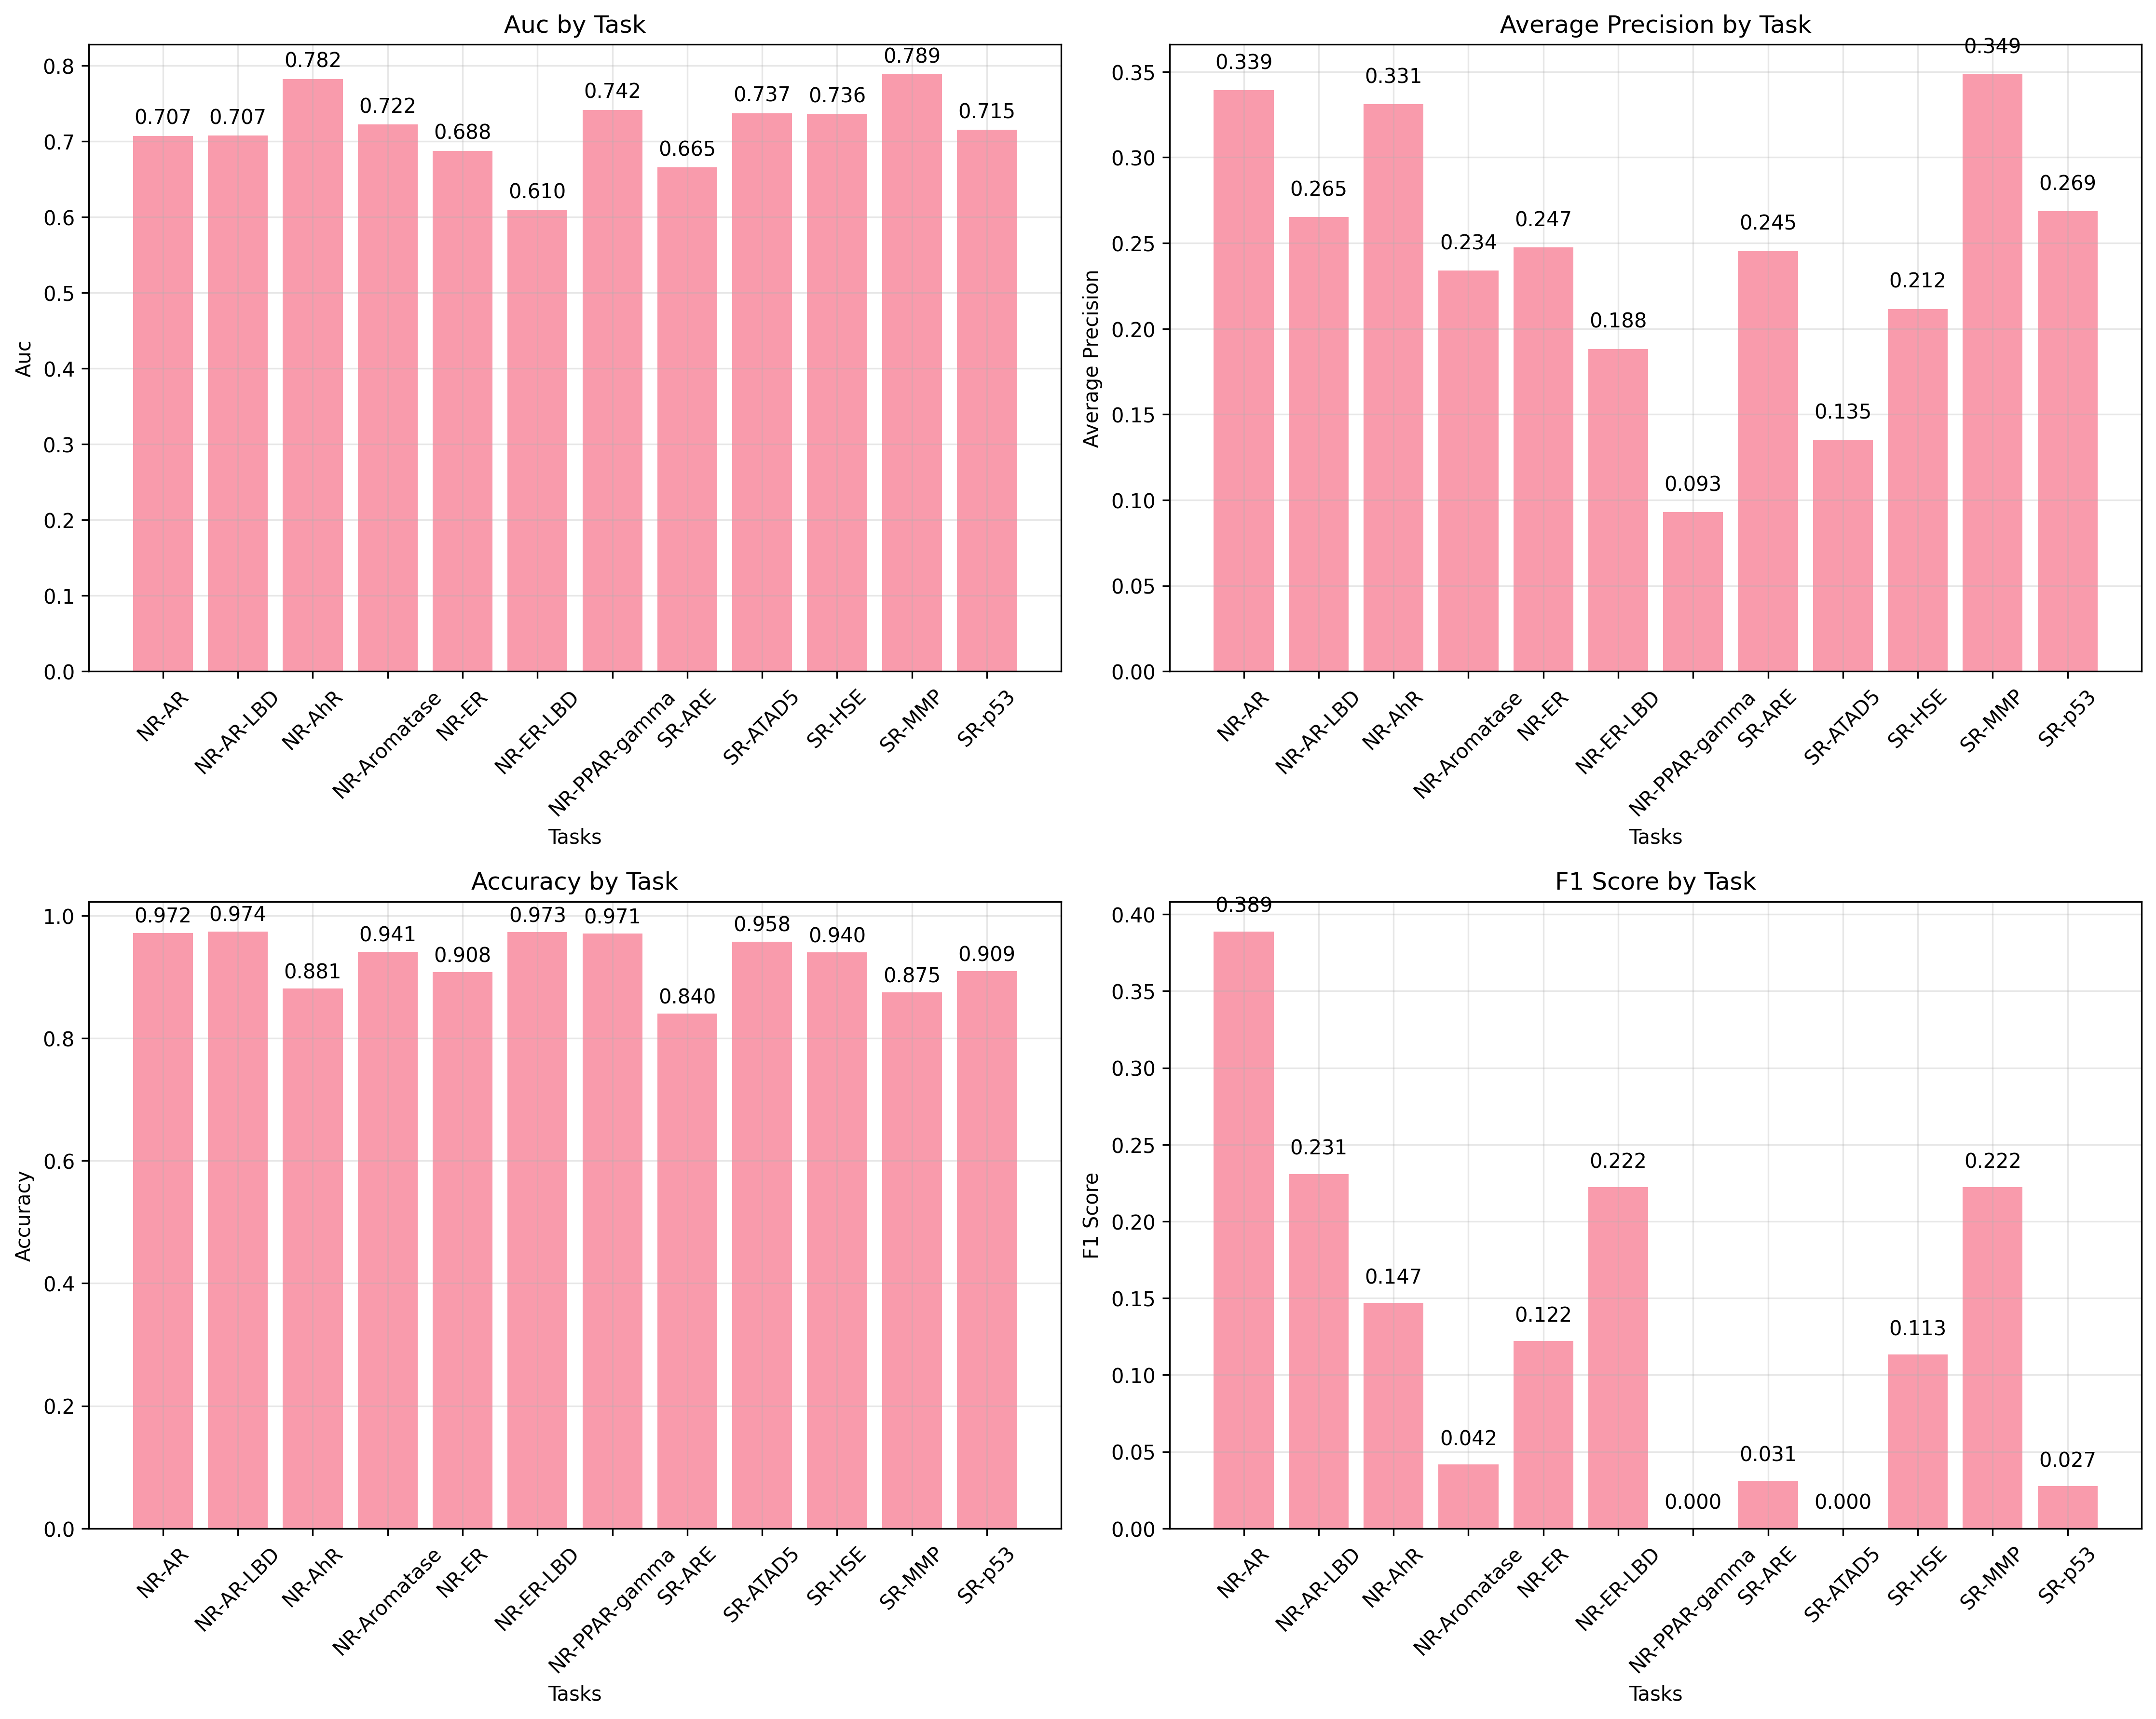 Auc by Task
Auc
0.8
0.7
0.6
0.5
0.4
0.3
0.2
0.1
0.0
0.707
0.707
0.782
0.722
0.688
0.610
0.742
0.665
0.737
0.736
0.789
0.715
NR-AR
NR-AR-LBD
NR-AhR
NR-Aromatase
NR-ER
NR-ER-LBD
NR-PPAR-gamma
SR-ARE
SR-ATAD5
SR-HSE
SR-MMP
SR-p53
Tasks
Average Precision by Task
Average Precision
0.35
0.30
0.25
0.20
0.15
0.10
0.05
0.00
0.339
0.265
0.331
0.234
0.247
0.188
0.093
0.245
0.135
0.212
0.349
0.269
NR-AR
NR-AR-LBD
NR-AhR
NR-Aromatase
NR-ER
NR-ER-LBD
NR-PPAR-gamma
SR-ARE
SR-ATAD5
SR-HSE
SR-MMP
SR-p53
Tasks
Accuracy by Task
Accuracy
1.0
0.8
0.6
0.4
0.2
0.0
0.972
0.974
0.881
0.941
0.908
0.973
0.971
0.840
0.958
0.940
0.875
0.909
NR-AR
NR-AR-LBD
NR-AhR
NR-Aromatase
NR-ER
NR-ER-LBD
NR-PPAR-gamma
SR-ARE
SR-ATAD5
SR-HSE
SR-MMP
SR-p53
Tasks
F1 Score by Task
F1 Score
0.40
0.35
0.30
0.25
0.20
0.15
0.10
0.05
0.00
0.389
0.231
0.147
0.042
0.122
0.222
0.000
0.031
0.000
0.113
0.222
0.027
NR-AR
NR-AR-LBD
NR-AhR
NR-Aromatase
NR-ER
NR-ER-LBD
NR-PPAR-gamma
SR-ARE
SR-ATAD5
SR-HSE
SR-MMP
SR-p53
Tasks